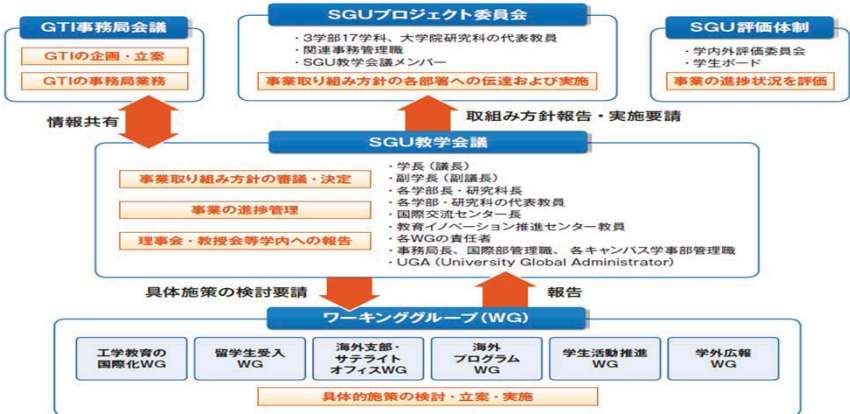 GTI事務局会議
GTIの企画・立案
GTIの事務局業務
SGUプロジェクト委員会
・3学部17学科、大学院研究科の代表教員
・関連事務管理職
・SGU教学会議メンバー
事業取り組み方針の各部署への伝達および実施
SGU評価体制
・学内外評価委員会
・学生ボード
事業の進捗状況を評価
情報共有
取組み方針報告・実施要請
SGU教学会議
事業取り組み方針の審議・決定
事業の進捗管理
理事会・教授会等学内への報告
・学長（議長）
・副学長（副議長）
・各学部長・研究科長
・各学部・研究科の代表教員
・国際交流センター長
・教育イノベーション推進センター教員
・各WGの責任者
・事務局長、国際部管理職、各キャンパス学事部管理職
・UGA（University Global Administrator）
具体施策の検討要請
報告
ワーキンググループ（WG）
工学教育の
国際化WG
留学生受入
WG
海外支部・
サテライト
オフィスWG
海外
プログラム
WG
学生活動推進
WG
学外広報
WG
具体的施策の検討・立案・実施